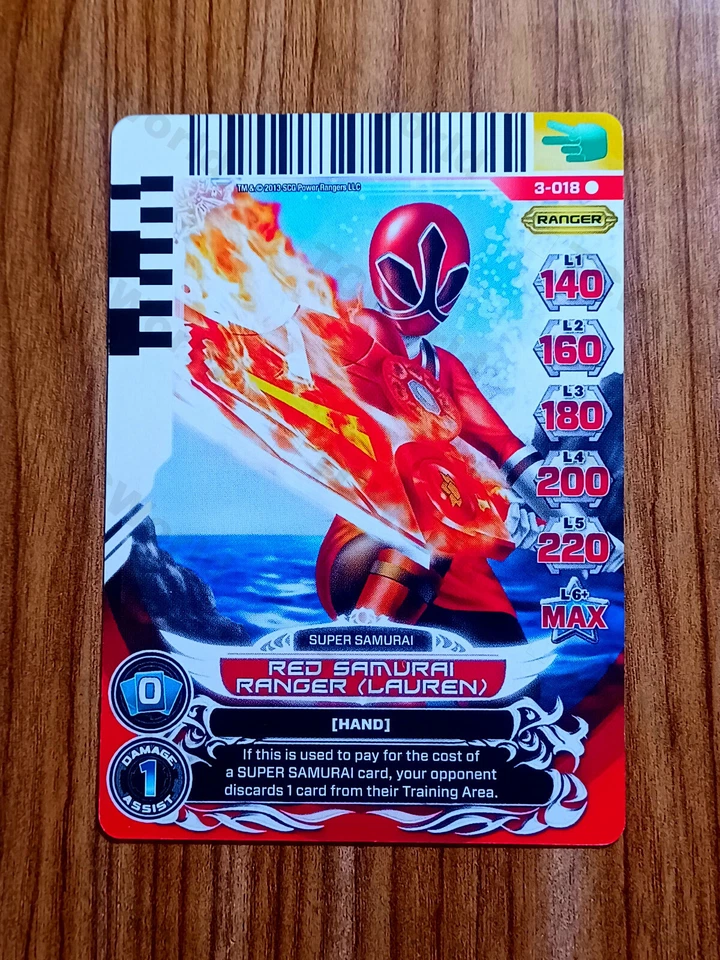 TM & © 2013 SCG Power Rangers LLC
3-018
RANGER
L1
140
L2
160
L3
180
L4
200
L5
220
L6+
MAX
SUPER SAMURAI
RED SAMURAI
RANGER (LAUREN)
0
[HAND]
DAMAGE
1
ASSIST
If this is used to pay for the cost of
a SUPER SAMURAI card, your opponent
discards 1 card from their Training Area.